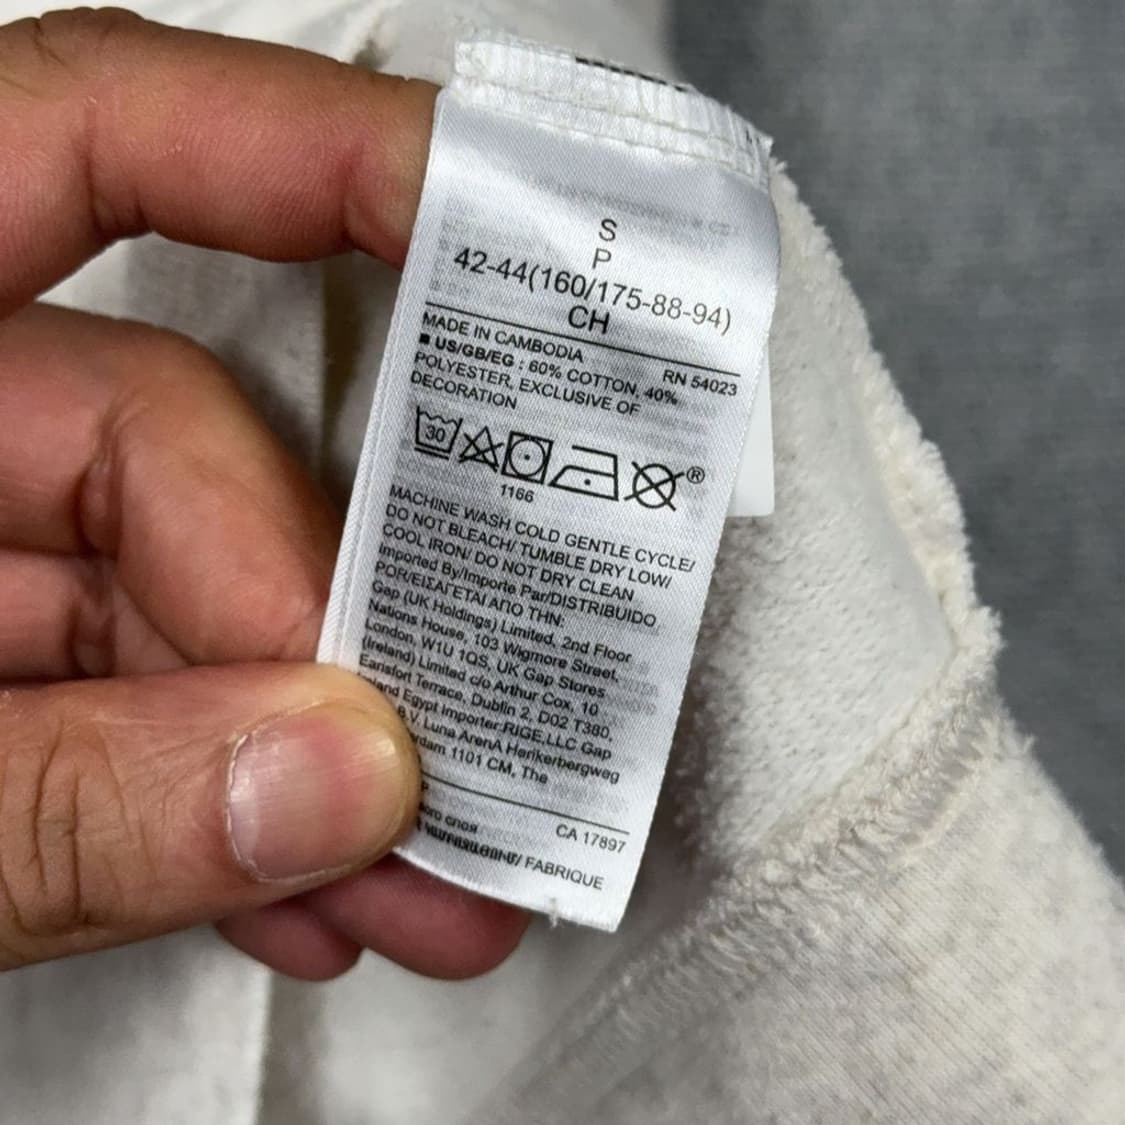 S
P
42-44(160/175-88-94)
CH
MADE IN CAMBODIA
RN 54023
■ US/GB/EG : 60% COTTON, 40%
POLYESTER, EXCLUSIVE OF
DECORATION
30
®
1166
MACHINE WASH COLD GENTLE CYCLE/
DO NOT BLEACH/ TUMBLE DRY LOW/
COOL IRON/ DO NOT DRY CLEAN
Imported By/Importe Par/DISTRIBUIDO
POR/ΕΙΣΑΓΕΤΑΙ ΑΠΟ ΤΗΝ:
Gap (UK Holdings) Limited, 2nd Floor
Nations House, 103 Wigmore Street,
London, W1U 1QS, UK Gap Stores
(Ireland) Limited c/o Arthur Cox, 10
Earlsfort Terrace, Dublin 2, D02 T380,
Ireland Egypt Importer:RIGE,LLC Gap
B.V. Luna ArenA Herikerbergweg
1101 CM, The
слоя
CA 17897
FABRIQUE